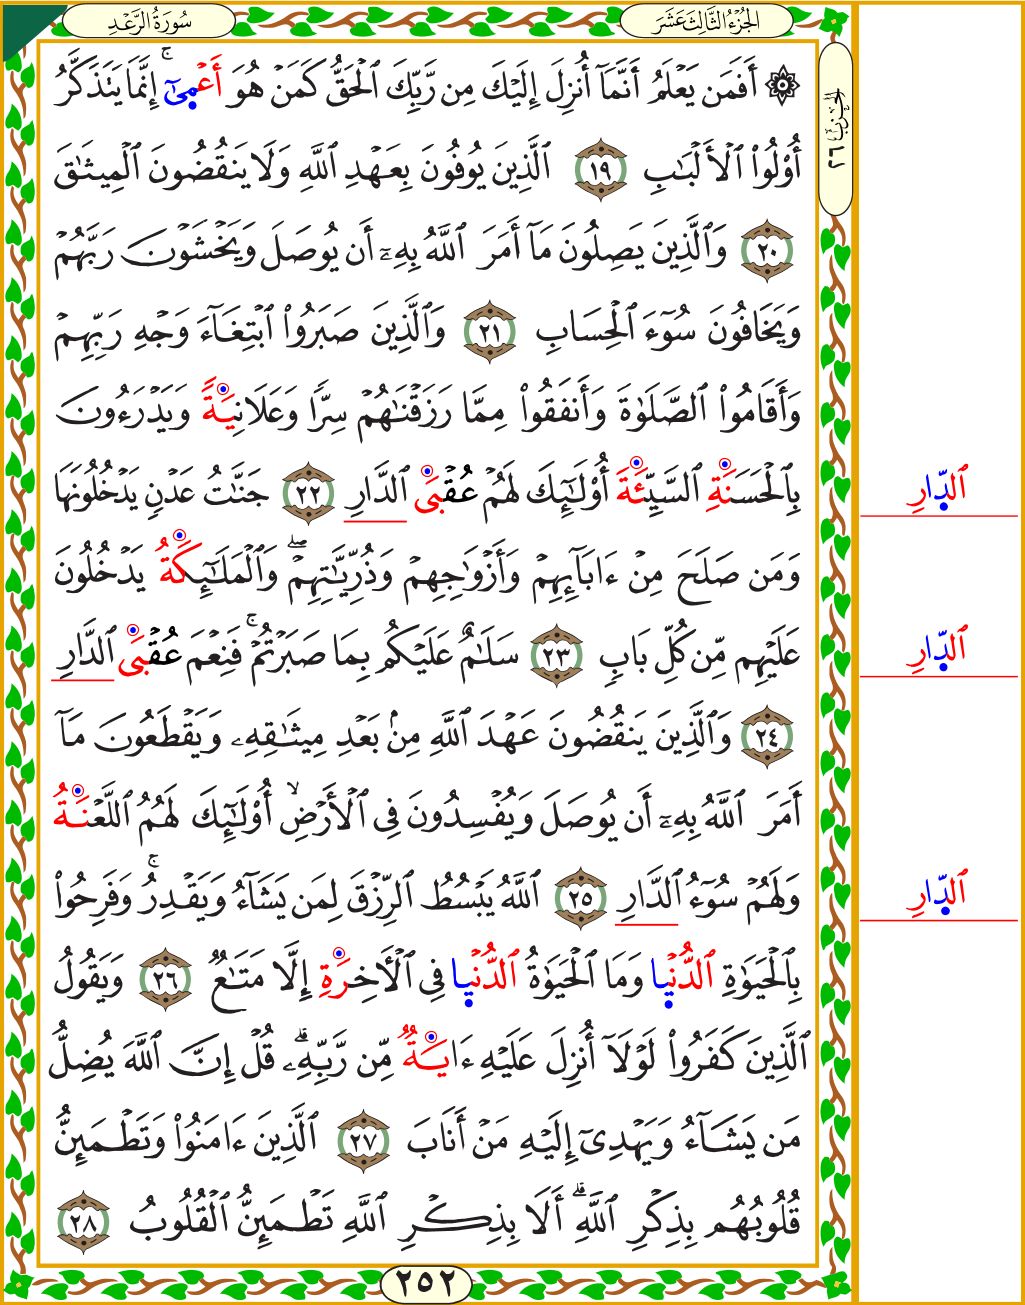 سُورَةُ الرَّعْدِ
الجُزْءُ الثَّالِثَ عَشَرَ
الحِزْبُ ٢٦
۞ أَفَمَن يَعْلَمُ أَنَّمَآ أُنزِلَ إِلَيْكَ مِن رَّبِّكَ ٱلْحَقُّ كَمَنْ هُوَ أَعْمَىٰٓ ۚ إِنَّمَا يَتَذَكَّرُ
أُو۟لُوا۟ ٱلْأَلْبَٰبِ ١٩ ٱلَّذِينَ يُوفُونَ بِعَهْدِ ٱللَّهِ وَلَا يَنقُضُونَ ٱلْمِيثَٰقَ
٢٠ وَٱلَّذِينَ يَصِلُونَ مَآ أَمَرَ ٱللَّهُ بِهِۦٓ أَن يُوصَلَ وَيَخْشَوْنَ رَبَّهُمْ
وَيَخَافُونَ سُوٓءَ ٱلْحِسَابِ ٢١ وَٱلَّذِينَ صَبَرُوا۟ ٱبْتِغَآءَ وَجْهِ رَبِّهِمْ
وَأَقَامُوا۟ ٱلصَّلَوٰةَ وَأَنفَقُوا۟ مِمَّا رَزَقْنَٰهُمْ سِرًّا وَعَلَانِيَةً وَيَدْرَءُونَ
بِٱلْحَسَنَةِ ٱلسَّيِّئَةَ أُو۟لَٰٓئِكَ لَهُمْ عُقْبَى ٱلدَّارِ ٢٢ جَنَّٰتُ عَدْنٍ يَدْخُلُونَهَا
وَمَن صَلَحَ مِنْ ءَابَآئِهِمْ وَأَزْوَٰجِهِمْ وَذُرِّيَّٰتِهِمْ ۖ وَٱلْمَلَٰٓئِكَةُ يَدْخُلُونَ
عَلَيْهِم مِّن كُلِّ بَابٍ ٢٣ سَلَٰمٌ عَلَيْكُم بِمَا صَبَرْتُمْ ۚ فَنِعْمَ عُقْبَى ٱلدَّارِ
٢٤ وَٱلَّذِينَ يَنقُضُونَ عَهْدَ ٱللَّهِ مِنۢ بَعْدِ مِيثَٰقِهِۦ وَيَقْطَعُونَ مَآ
أَمَرَ ٱللَّهُ بِهِۦٓ أَن يُوصَلَ وَيُفْسِدُونَ فِى ٱلْأَرْضِ ۙ أُو۟لَٰٓئِكَ لَهُمُ ٱللَّعْنَةُ
وَلَهُمْ سُوٓءُ ٱلدَّارِ ٢٥ ٱللَّهُ يَبْسُطُ ٱلرِّزْقَ لِمَن يَشَآءُ وَيَقْدِرُ ۚ وَفَرِحُوا۟
بِٱلْحَيَوٰةِ ٱلدُّنْيَا وَمَا ٱلْحَيَوٰةُ ٱلدُّنْيَا فِى ٱلْـَٔاخِرَةِ إِلَّا مَتَٰعٌ ٢٦ وَيَقُولُ
ٱلَّذِينَ كَفَرُوا۟ لَوْلَآ أُنزِلَ عَلَيْهِ ءَايَةٌ مِّن رَّبِّهِۦ ۗ قُلْ إِنَّ ٱللَّهَ يُضِلُّ
مَن يَشَآءُ وَيَهْدِىٓ إِلَيْهِ مَنْ أَنَابَ ٢٧ ٱلَّذِينَ ءَامَنُوا۟ وَتَطْمَئِنُّ
قُلُوبُهُم بِذِكْرِ ٱللَّهِ ۗ أَلَا بِذِكْرِ ٱللَّهِ تَطْمَئِنُّ ٱلْقُلُوبُ ٢٨
ٱلدَّارِ
ٱلدَّارِ
ٱلدَّارِ
٢٥٢